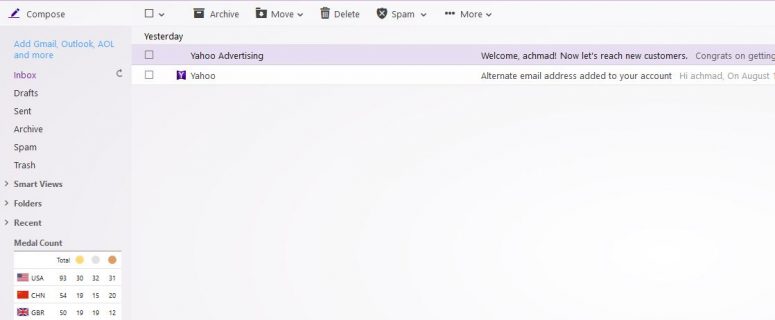 Compose
Archive Move Delete Spam More
Add Gmail, Outlook, AOL
and more
Inbox
Drafts
Sent
Archive
Spam
Trash
Smart Views
Folders
Recent
Yesterday
Yahoo Advertising Welcome, achmad! Now let's reach new customers. Congrats on getting
Yahoo Alternate email address added to your account Hi achmad, On August 1
Medal Count
Total
USA 93 30 32 31
CHN 54 19 15 20
GBR 50 19 19 12